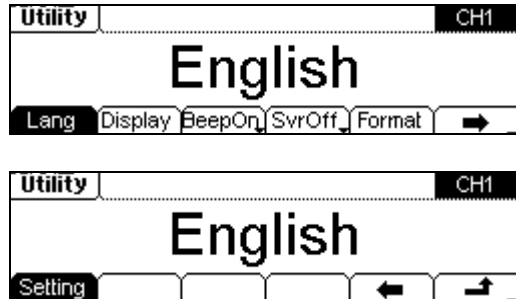 Utility CH1
English
Lang Display BeepOn SvrOff Format
Utility CH1
English
Setting